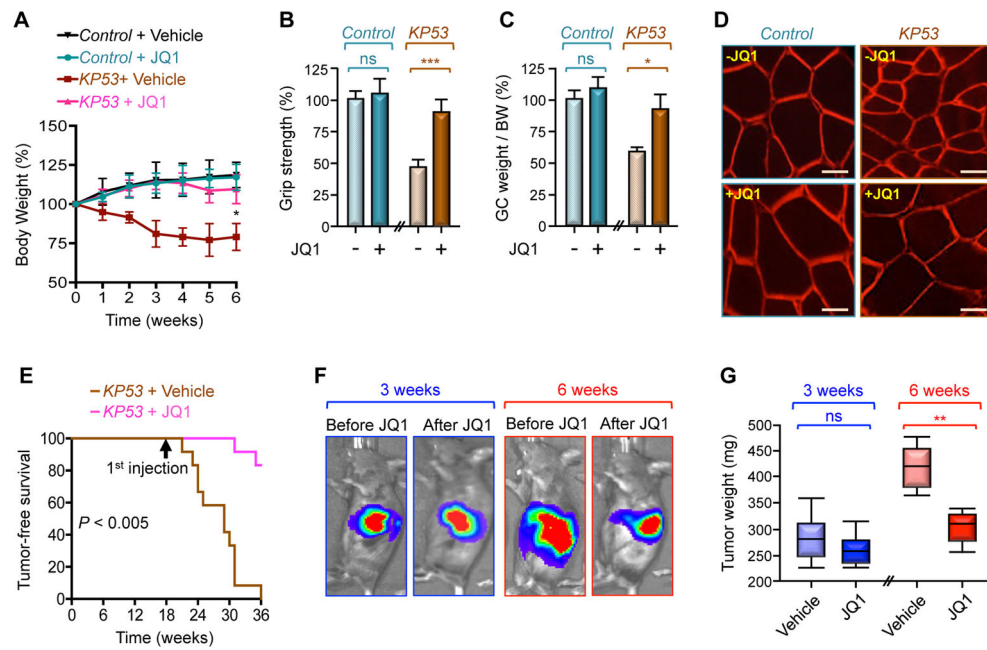 A
Control + Vehicle
Control + JQ1
KP53+ Vehicle
KP53 + JQ1
Body Weight (%)
150
125
100
75
50
*
0 1 2 3 4 5 6
Time (weeks)
B
Control KP53
ns ***
Grip strength (%)
125
100
75
50
0
JQ1 - + - +
C
Control KP53
ns *
GC weight / BW (%)
125
100
75
50
0
JQ1 - + - +
D
Control KP53
-JQ1 -JQ1
+JQ1 +JQ1
E
KP53 + Vehicle
KP53 + JQ1
Tumor-free survival
100
80
60
40
20
0
1st injection
P < 0.005
0 6 12 18 24 30 36
Time (weeks)
F
3 weeks 6 weeks
Before JQ1 After JQ1 Before JQ1 After JQ1
G
3 weeks 6 weeks
ns **
Tumor weight (mg)
450
400
350
300
250
200
Vehicle JQ1 Vehicle JQ1